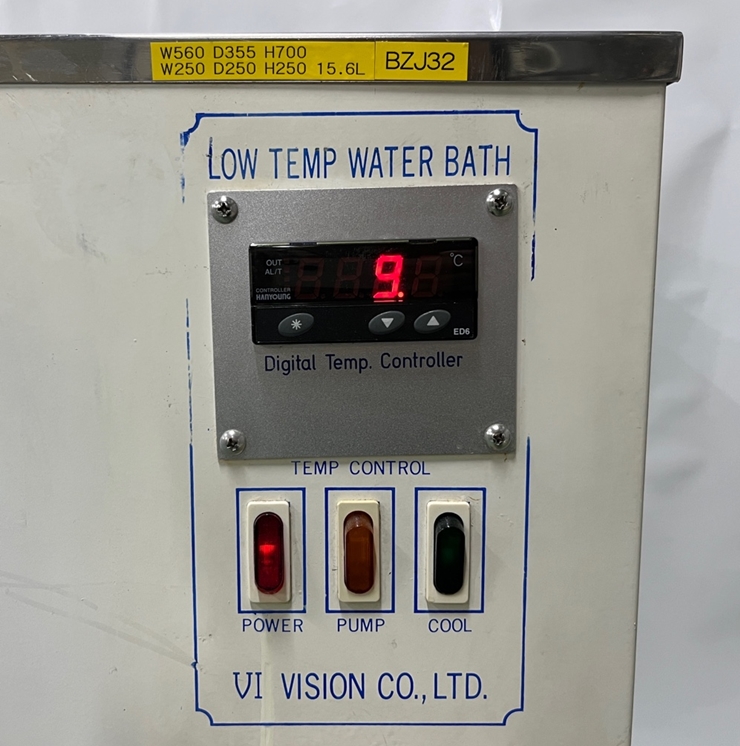 W560 D355 H700
W250 D250 H250 15.6L
BZJ32
LOW TEMP WATER BATH
OUT
AL/T
9.
°C
CONTROLLER
HANYOUNG
ED6
Digital Temp. Controller
TEMP CONTROL
POWER PUMP COOL
VI VISION CO., LTD.